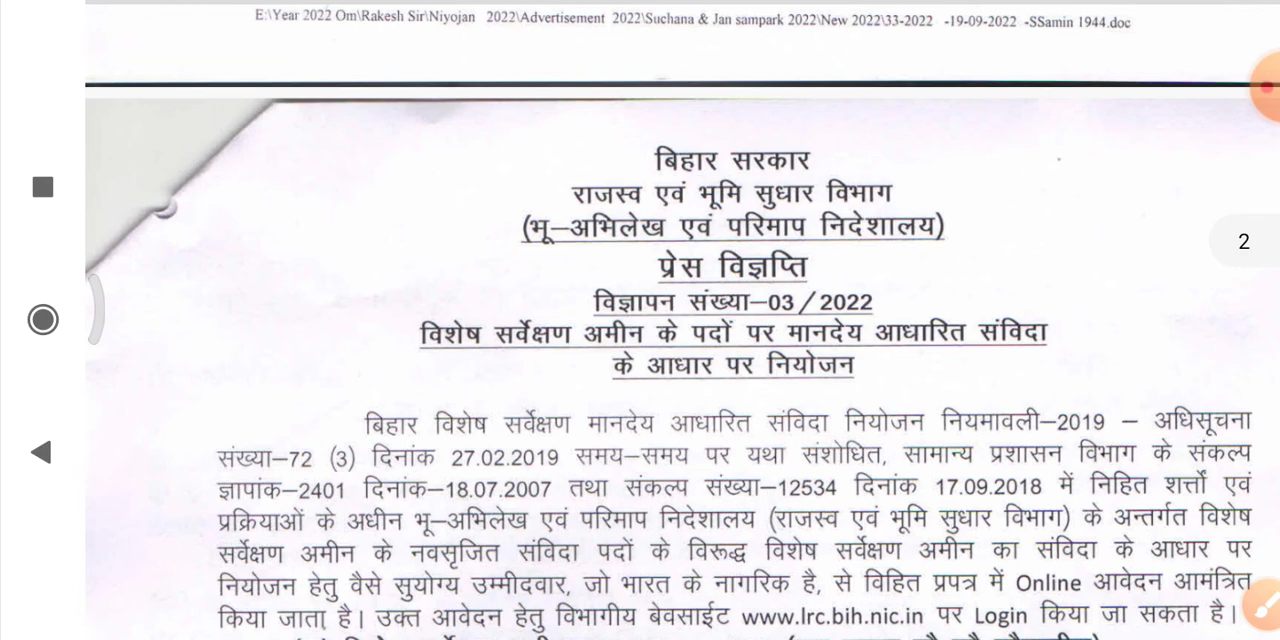 E:\Year 2022 Om\Rakesh Sir\Niyojan 2022\Advertisement 2022\Suchana & Jan sampark 2022\New 2022\33-2022 -19-09-2022 -SSamin 1944.doc
बिहार सरकार
राजस्व एवं भूमि सुधार विभाग
(भू–अभिलेख एवं परिमाप निदेशालय)
2
प्रेस विज्ञप्ति
विज्ञापन संख्या–03/2022
विशेष सर्वेक्षण अमीन के पदों पर मानदेय आधारित संविदा
के आधार पर नियोजन
बिहार विशेष सर्वेक्षण मानदेय आधारित संविदा नियोजन नियमावली–2019 – अधिसूचना
संख्या–72 (3) दिनांक 27.02.2019 समय–समय पर यथा संशोधित, सामान्य प्रशासन विभाग के संकल्प
ज्ञापांक–2401 दिनांक–18.07.2007 तथा संकल्प संख्या–12534 दिनांक 17.09.2018 में निहित शर्त्तों एवं
प्रक्रियाओं के अधीन भू–अभिलेख एवं परिमाप निदेशालय (राजस्व एवं भूमि सुधार विभाग) के अन्तर्गत विशेष
सर्वेक्षण अमीन के नवसृजित संविदा पदों के विरूद्ध विशेष सर्वेक्षण अमीन का संविदा के आधार पर
नियोजन हेतु वैसे सुयोग्य उम्मीदवार, जो भारत के नागरिक है, से विहित प्रपत्र में Online आवेदन आमंत्रित
किया जाता है। उक्त आवेदन हेतु विभागीय बेवसाईट www.lrc.bih.nic.in पर Login किया जा सकता है।